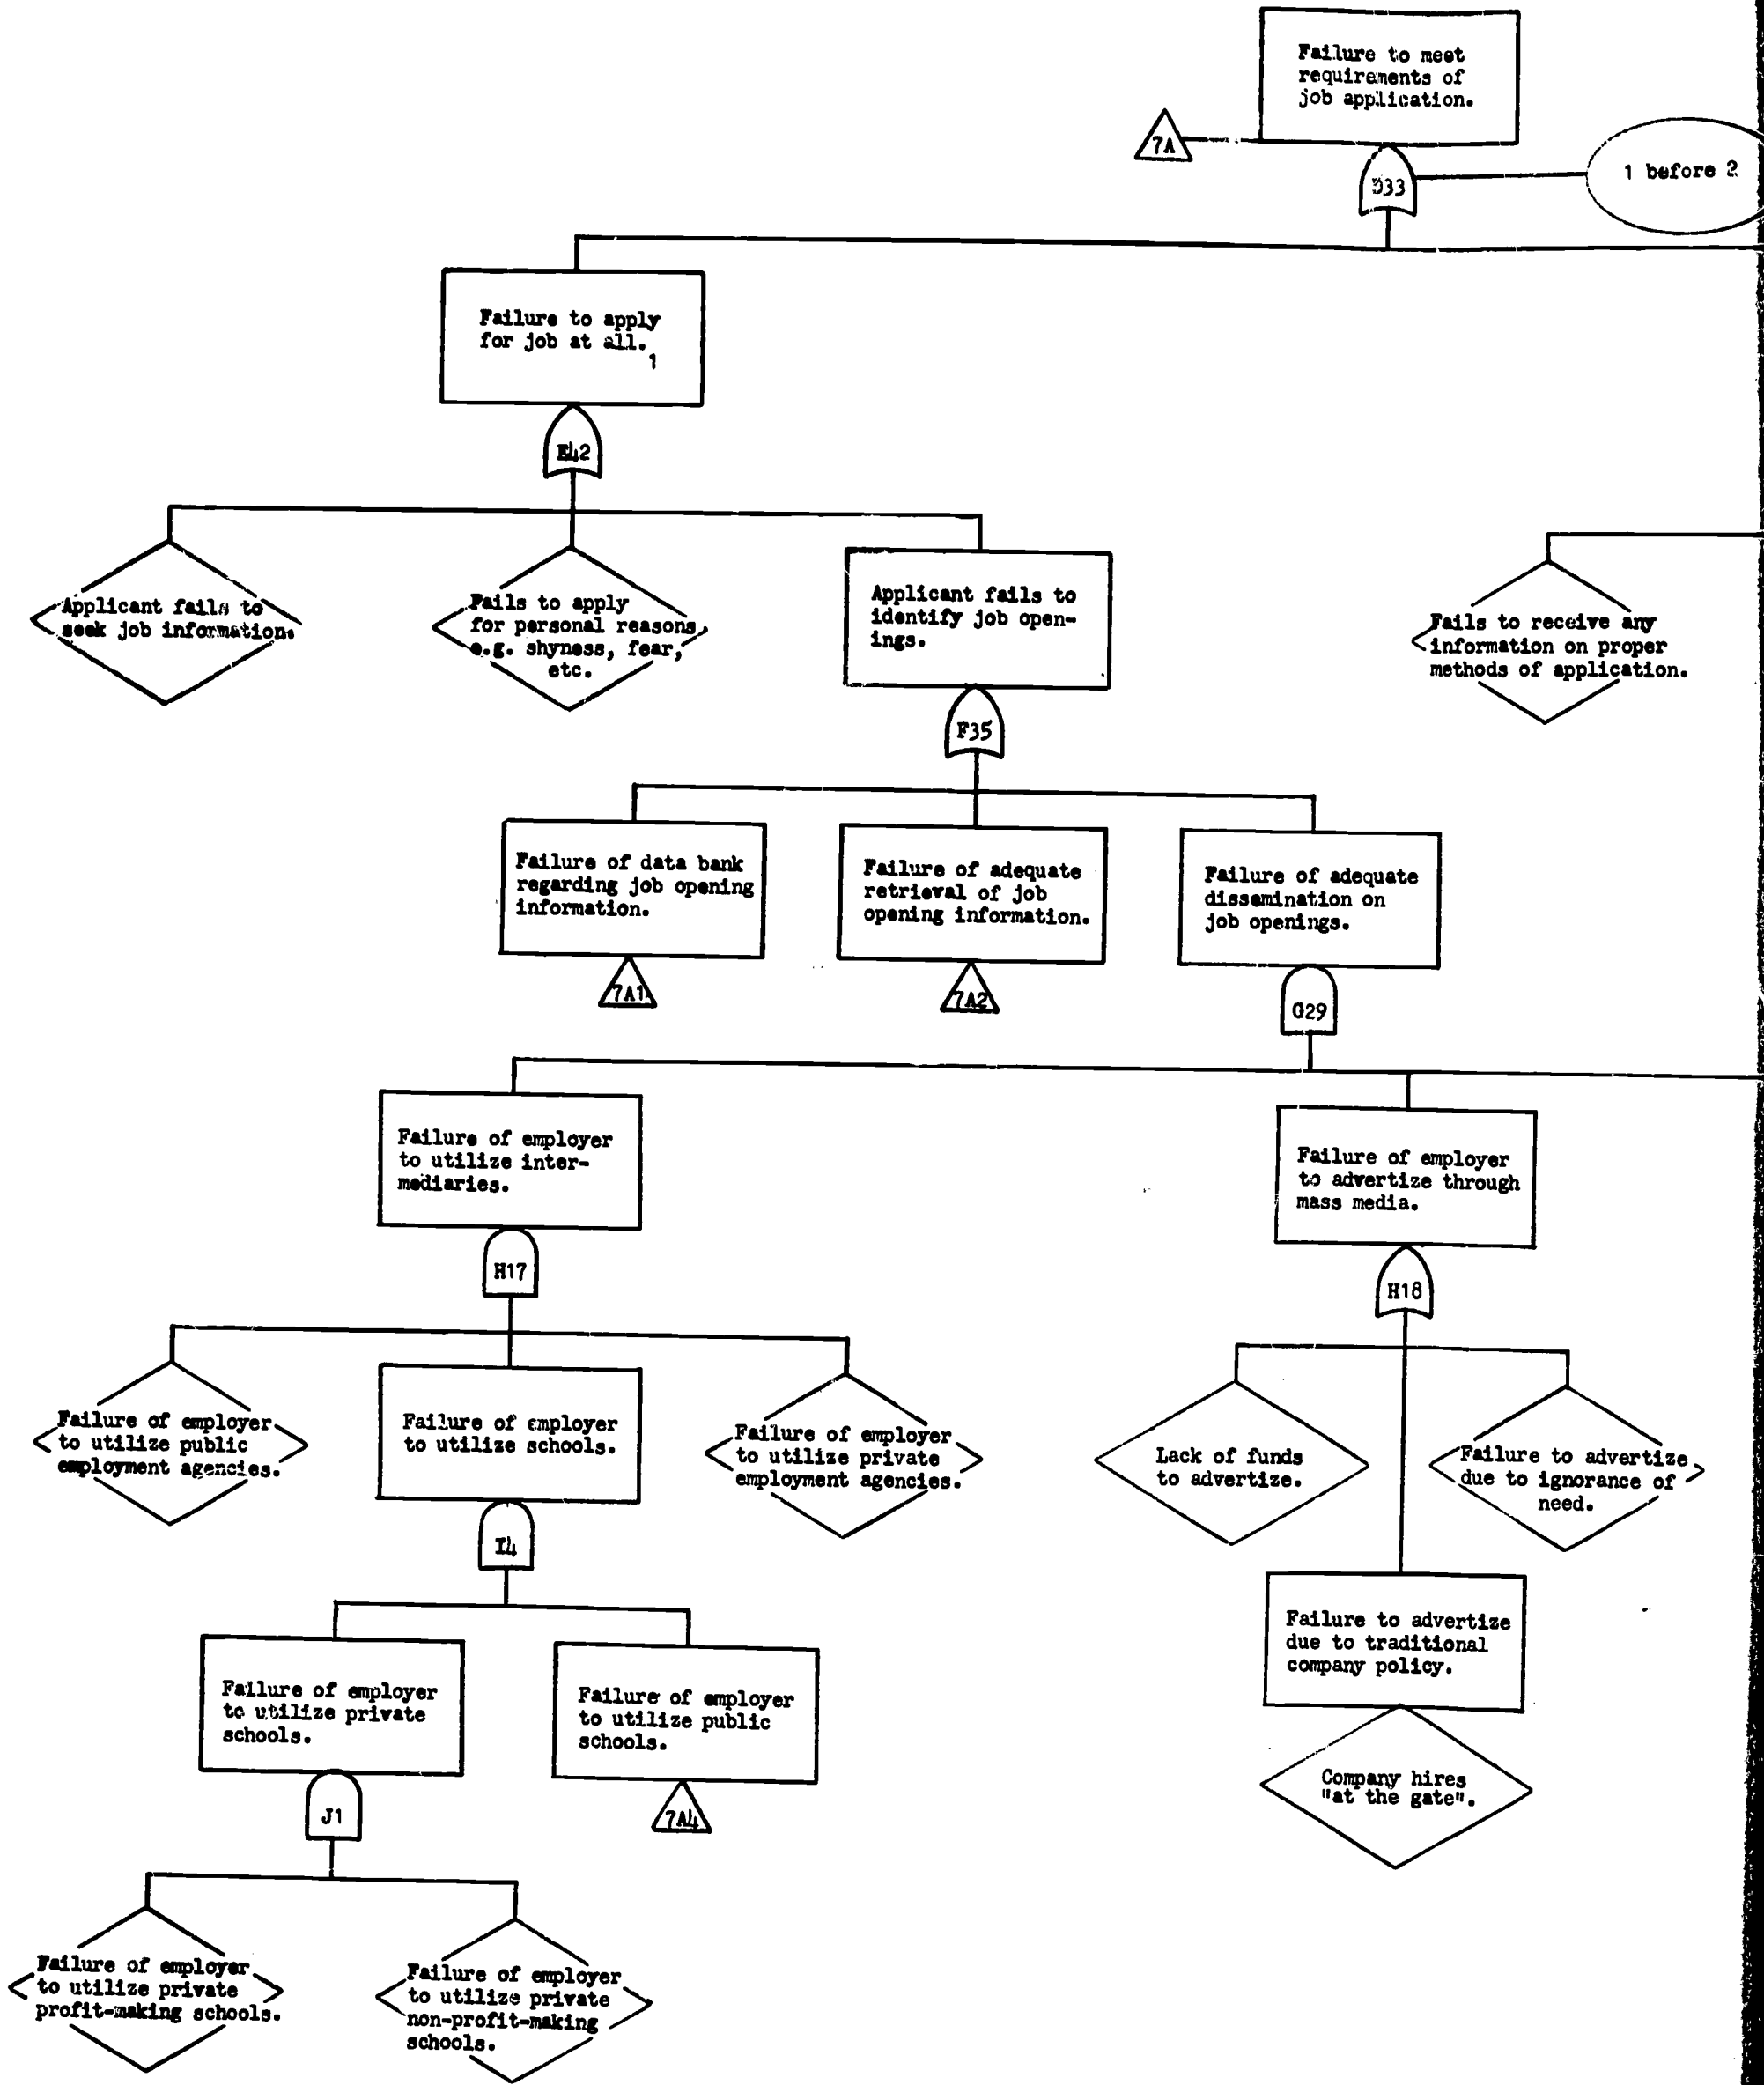 Failure to meet
requirements of
job application.
7A
D33
1 before 2
Failure to apply
for job at all.
1
E42
Applicant fails to
seek job information.
Fails to apply
for personal reasons,
e.g. shyness, fear,
etc.
Applicant fails to
identify job open-
ings.
Fails to receive any
information on proper
methods of application.
F35
Failure of data bank
regarding job opening
information.
Failure of adequate
retrieval of job
opening information.
Failure of adequate
dissemination on
job openings.
7A1
7A2
G29
Failure of employer
to utilize inter-
mediaries.
Failure of employer
to advertize through
mass media.
H17
H18
Failure of employer
to utilize public
employment agencies.
Failure of employer
to utilize schools.
Failure of employer
to utilize private
employment agencies.
Lack of funds
to advertize.
Failure to advertize
due to ignorance of
need.
I4
Failure to advertize
due to traditional
company policy.
Failure of employer
to utilize private
schools.
Failure of employer
to utilize public
schools.
Company hires
"at the gate".
J1
7A4
Failure of employer
to utilize private
profit-making schools.
Failure of employer
to utilize private
non-profit-making
schools.